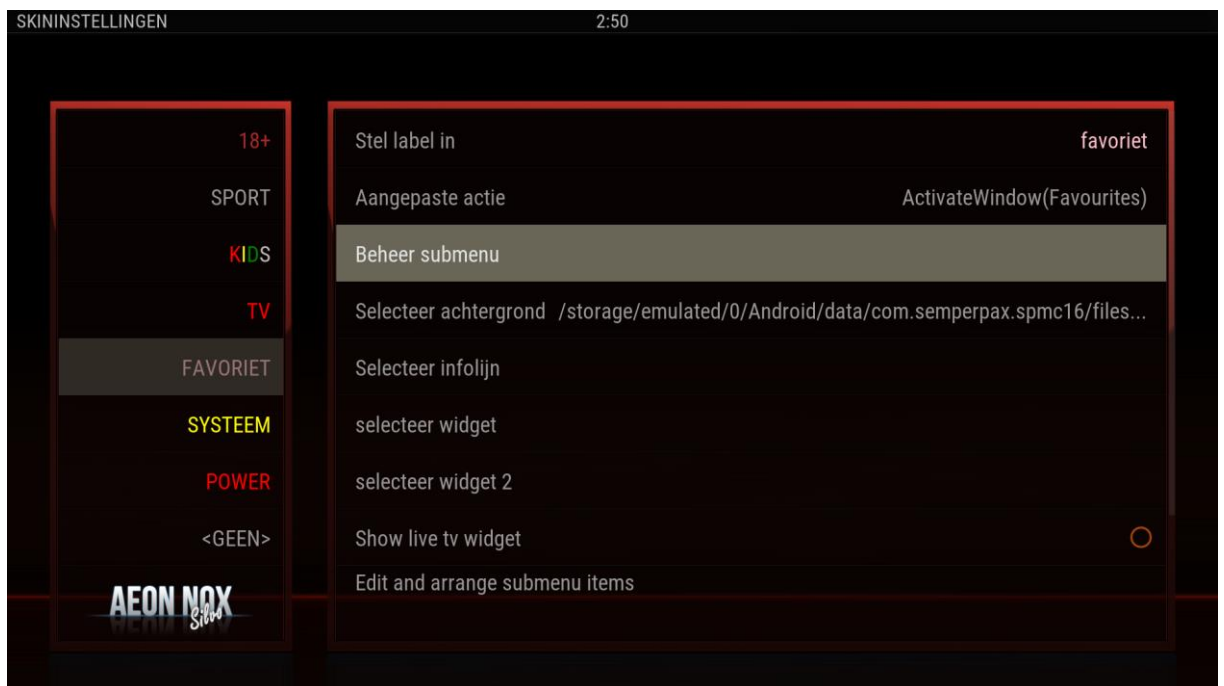 SKININSTELLINGEN 2:50
18+
SPORT
KIDS
TV
FAVORIET
SYSTEEM
POWER
<GEEN>
AEON NOX
Silvo
Stel label in favoriet
Aangepaste actie ActivateWindow(Favourites)
Beheer submenu
Selecteer achtergrond /storage/emulated/0/Android/data/com.semperpax.spmc16/files...
Selecteer infolijn
selecteer widget
selecteer widget 2
Show live tv widget
Edit and arrange submenu items